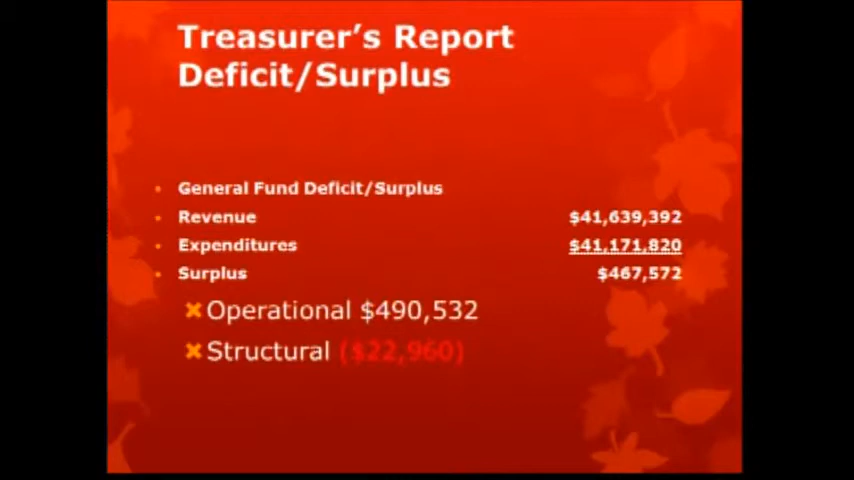 Treasurer's Report
Deficit/Surplus
General Fund Deficit/Surplus
Revenue $41,639,392
Expenditures $41,171,820
Surplus $467,572
Operational $490,532
Structural ($22,960)